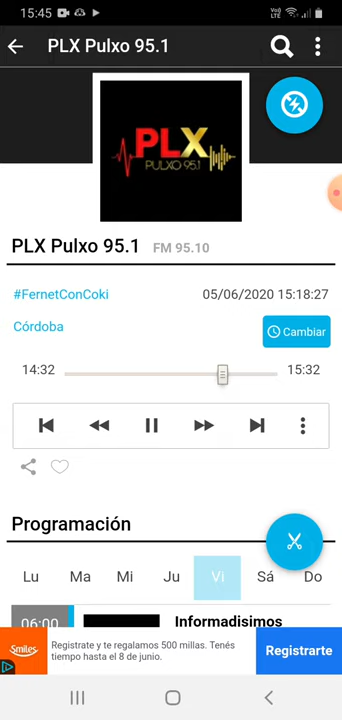 15:45
Vo)) LTE
PLX Pulxo 95.1
PLX
PULXO 95.1
PLX Pulxo 95.1 FM 95.10
#FernetConCoki 05/06/2020 15:18:27
Córdoba Cambiar
14:32 15:32
Programación
Lu Ma Mi Ju Vi Sá Do
06:00 Informadisimos
Smiles
Registrate y te regalamos 500 millas. Tenés
tiempo hasta el 8 de junio.
Registrarte